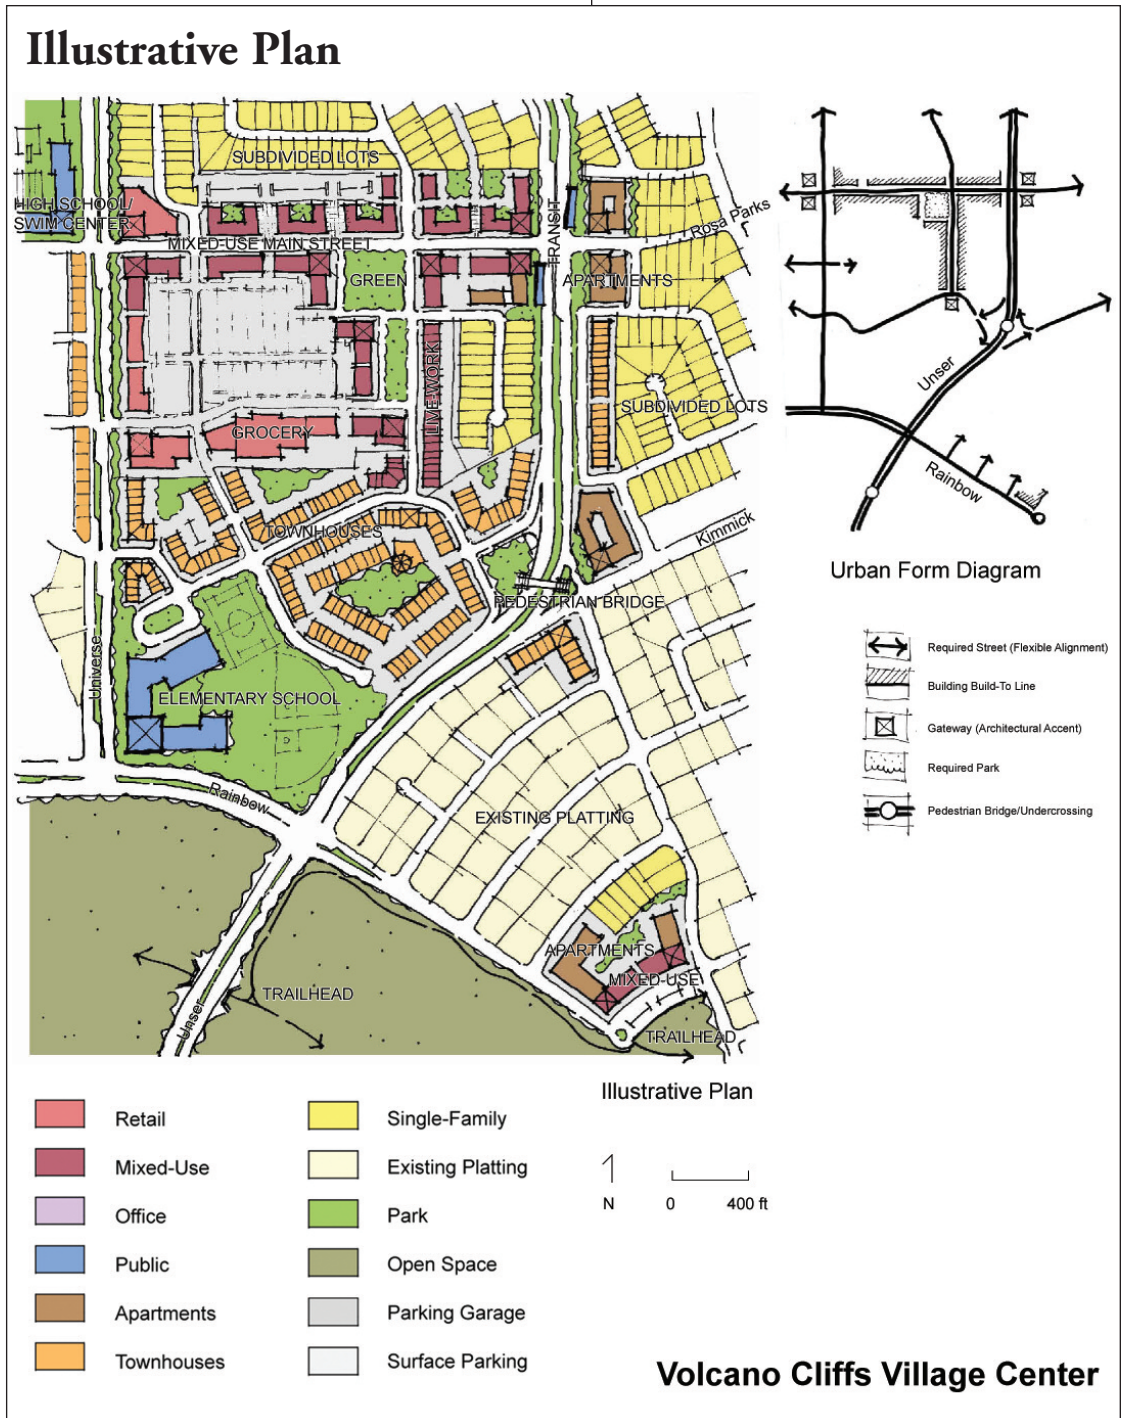 Illustrative Plan
SUBDIVIDED LOTS
HIGH SCHOOL/
SWIM CENTER
MIXED-USE MAIN STREET
TRANSIT
Rosa Parks
GREEN
APARTMENTS
LIVE-WORK
SUBDIVIDED LOTS
GROCERY
TOWNHOUSES
Kimmick
PEDESTRIAN BRIDGE
Universe
ELEMENTARY SCHOOL
Rainbow
EXISTING PLATTING
APARTMENTS
MIXED-USE
TRAILHEAD
Unser
TRAILHEAD
Unser
Rainbow
Urban Form Diagram
Required Street (Flexible Alignment)
Building Build-To Line
Gateway (Architectural Accent)
Required Park
Pedestrian Bridge/Undercrossing
Illustrative Plan
N
0 400 ft
Retail
Mixed-Use
Office
Public
Apartments
Townhouses
Single-Family
Existing Platting
Park
Open Space
Parking Garage
Surface Parking
Volcano Cliffs Village Center